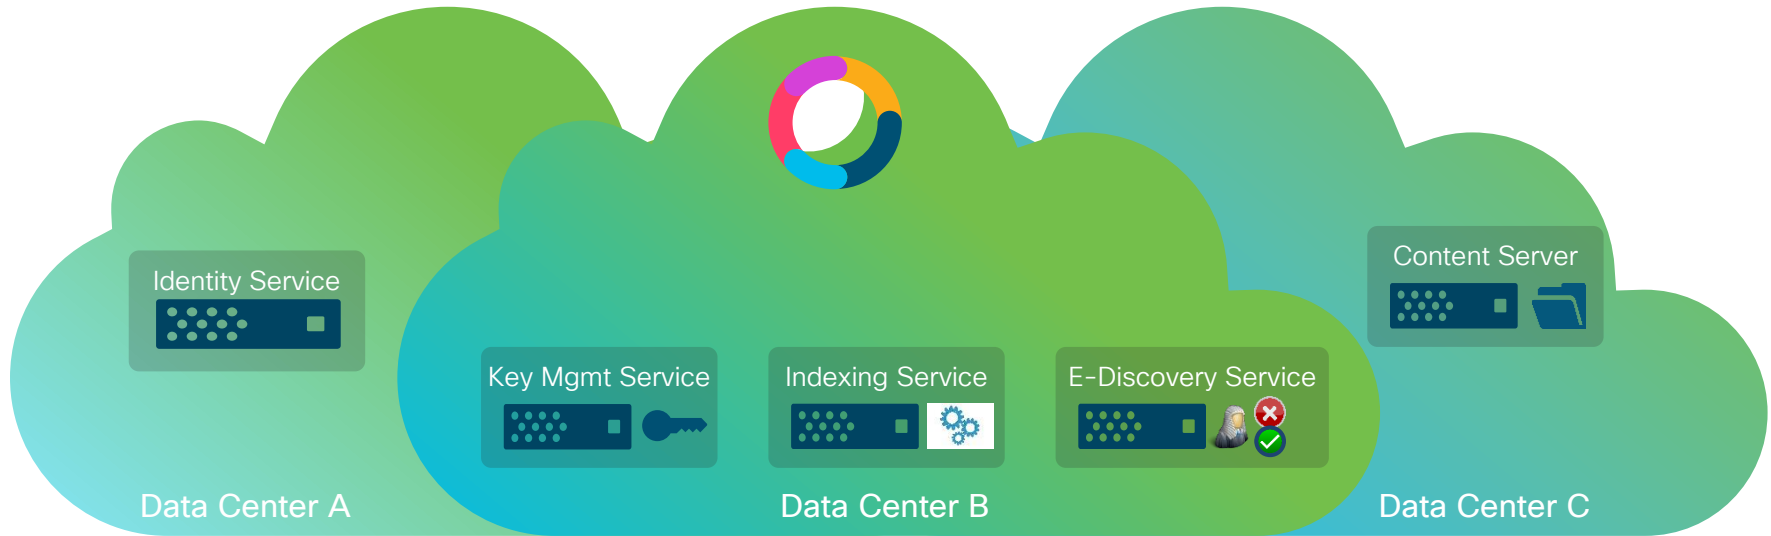 Identity Service
Content Server
Key Mgmt Service
Indexing Service
E-Discovery Service
Data Center A
Data Center B
Data Center C